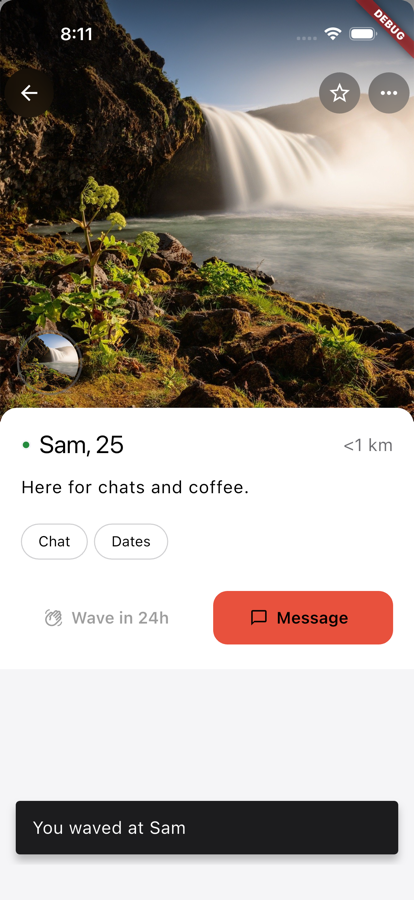 8:11
DEBUG
Sam, 25
<1 km
Here for chats and coffee.
Chat
Dates
Wave in 24h
Message
You waved at Sam